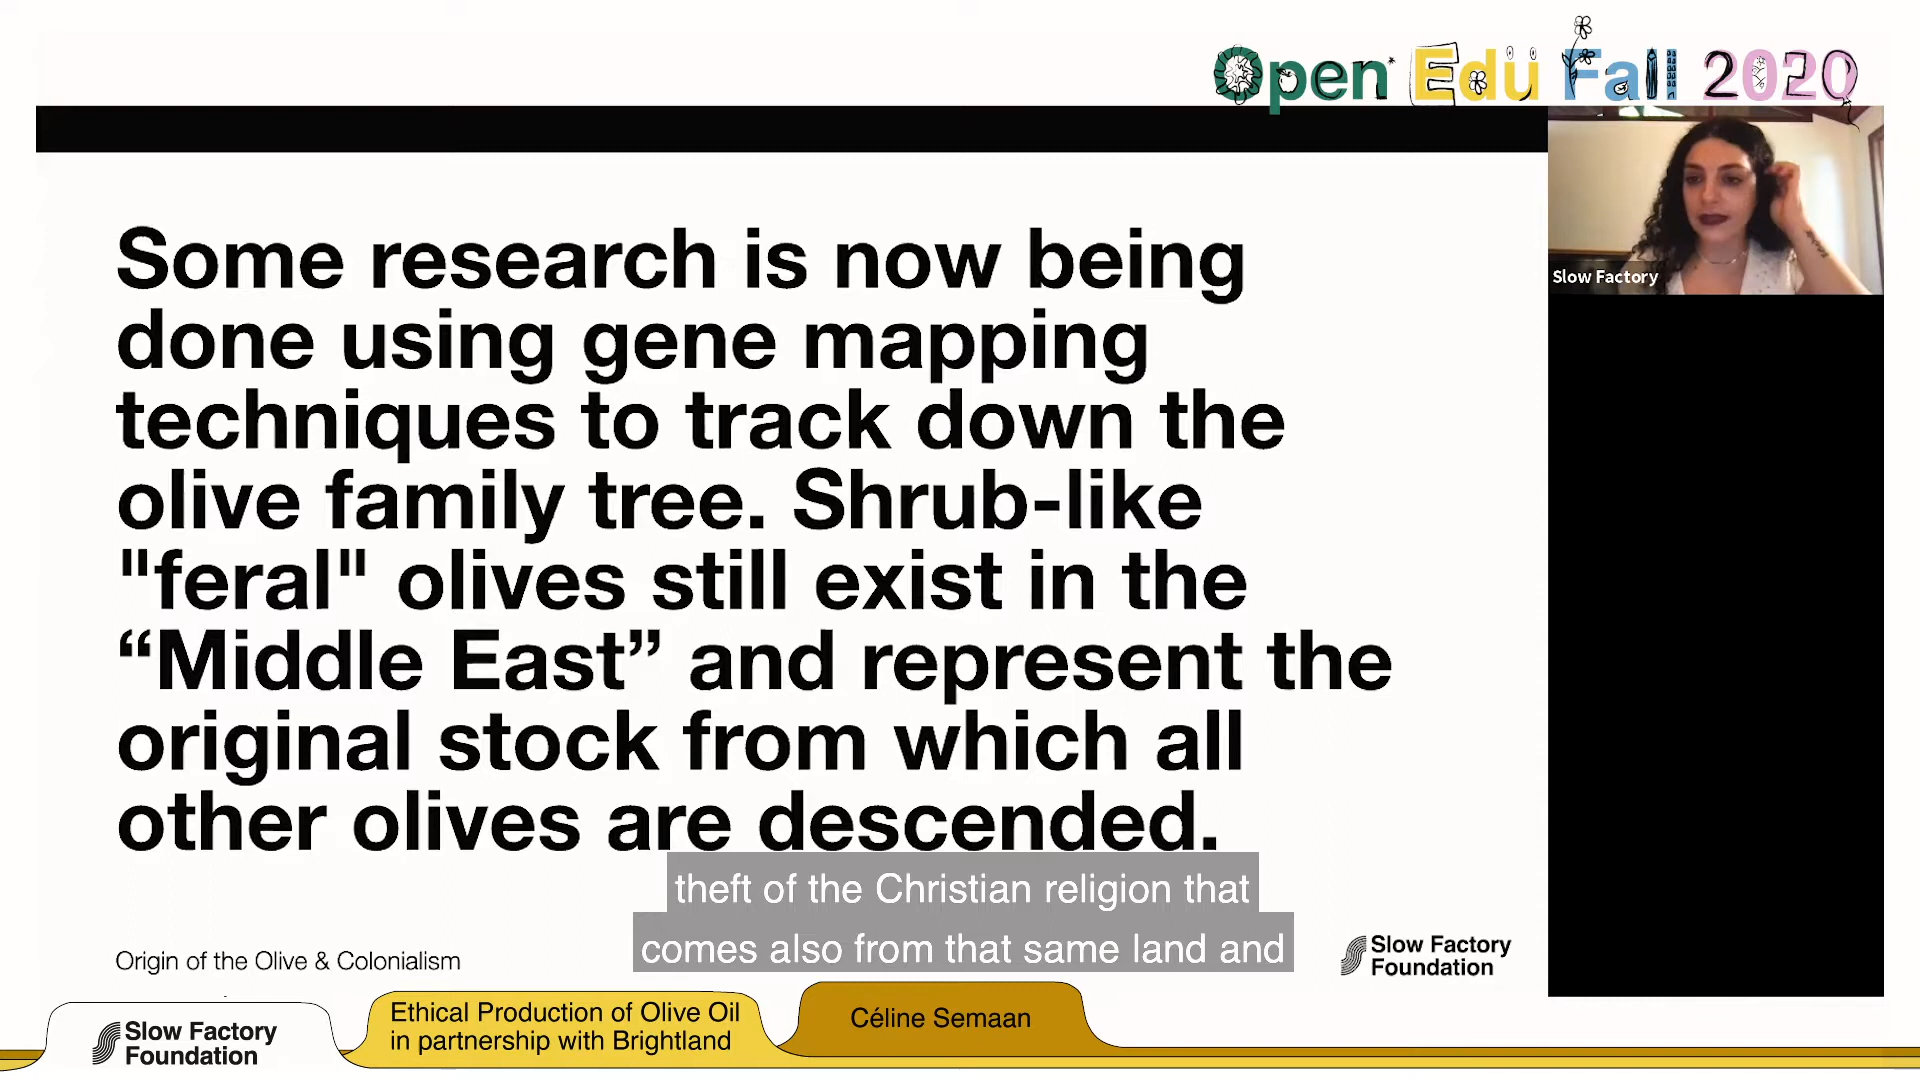 Open Edu Fall 2020
Slow Factory
Some research is now being
done using gene mapping
techniques to track down the
olive family tree. Shrub-like
"feral" olives still exist in the
“Middle East” and represent the
original stock from which all
other olives are descended.
theft of the Christian religion that
comes also from that same land and
Origin of the Olive & Colonialism
Slow Factory
Foundation
Slow Factory
Foundation
Ethical Production of Olive Oil
in partnership with Brightland
Céline Semaan